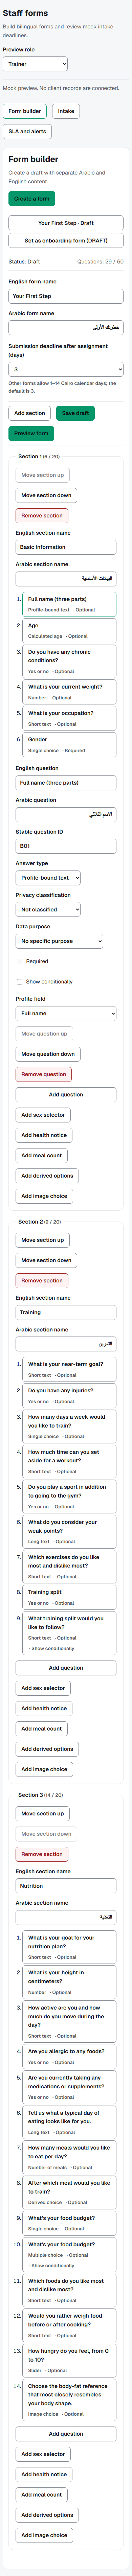 Staff forms
Build bilingual forms and review mock intake
deadlines.
Preview role
Trainer
Mock preview. No client records are connected.
Form builder
Intake
SLA and alerts
Form builder
Create a draft with separate Arabic and
English content.
Create a form
Your First Step · Draft
Set as onboarding form (DRAFT)
Status: Draft
Questions: 29 / 60
English form name
Your First Step
Arabic form name
خطوتك الأولى
Submission deadline after assignment
(days)
3
Other forms allow 1–14 Cairo calendar days; the
default is 3.
Add section
Save draft
Preview form
Section 1 (6 / 20)
Move section up
Move section down
Remove section
English section name
Basic Information
Arabic section name
البيانات الأساسية
1. Full name (three parts)
Profile-bound text · Optional
2. Age
Calculated age · Optional
3. Do you have any chronic
conditions?
Yes or no · Optional
4. What is your current weight?
Number · Optional
5. What is your occupation?
Short text · Optional
6. Gender
Single choice · Required
English question
Full name (three parts)
Arabic question
الاسم الثلاثي
Stable question ID
B01
Answer type
Profile-bound text
Privacy classification
Not classified
Data purpose
No specific purpose
Required
Show conditionally
Profile field
Full name
Move question up
Move question down
Remove question
Add question
Add sex selector
Add health notice
Add meal count
Add derived options
Add image choice
Section 2 (9 / 20)
Move section up
Move section down
Remove section
English section name
Training
Arabic section name
التمرين
1. What is your near-term goal?
Short text · Optional
2. Do you have any injuries?
Yes or no · Optional
3. How many days a week would
you like to train?
Single choice · Optional
4. How much time can you set
aside for a workout?
Short text · Optional
5. Do you play a sport in addition
to going to the gym?
Yes or no · Optional
6. What do you consider your
weak points?
Long text · Optional
7. Which exercises do you like
most and dislike most?
Short text · Optional
8. Training split
Yes or no · Optional
9. What training split would you
like to follow?
Short text · Optional
· Show conditionally
Add question
Add sex selector
Add health notice
Add meal count
Add derived options
Add image choice
Section 3 (14 / 20)
Move section up
Move section down
Remove section
English section name
Nutrition
Arabic section name
التغذية
1. What is your goal for your
nutrition plan?
Short text · Optional
2. What is your height in
centimeters?
Number · Optional
3. How active are you and how
much do you move during the
day?
Short text · Optional
4. Are you allergic to any foods?
Yes or no · Optional
5. Are you currently taking any
medications or supplements?
Yes or no · Optional
6. Tell us what a typical day of
eating looks like for you.
Long text · Optional
7. How many meals would you like
to eat per day?
Number of meals · Optional
8. After which meal would you like
to train?
Derived choice · Optional
9. What's your food budget?
Single choice · Optional
10. What's your food budget?
Multiple choice · Optional
· Show conditionally
11. Which foods do you like most
and dislike most?
Short text · Optional
12. Would you rather weigh food
before or after cooking?
Short text · Optional
13. How hungry do you feel, from 0
to 10?
Slider · Optional
14. Choose the body-fat reference
that most closely resembles
your body shape.
Image choice · Optional
Add question
Add sex selector
Add health notice
Add meal count
Add derived options
Add image choice